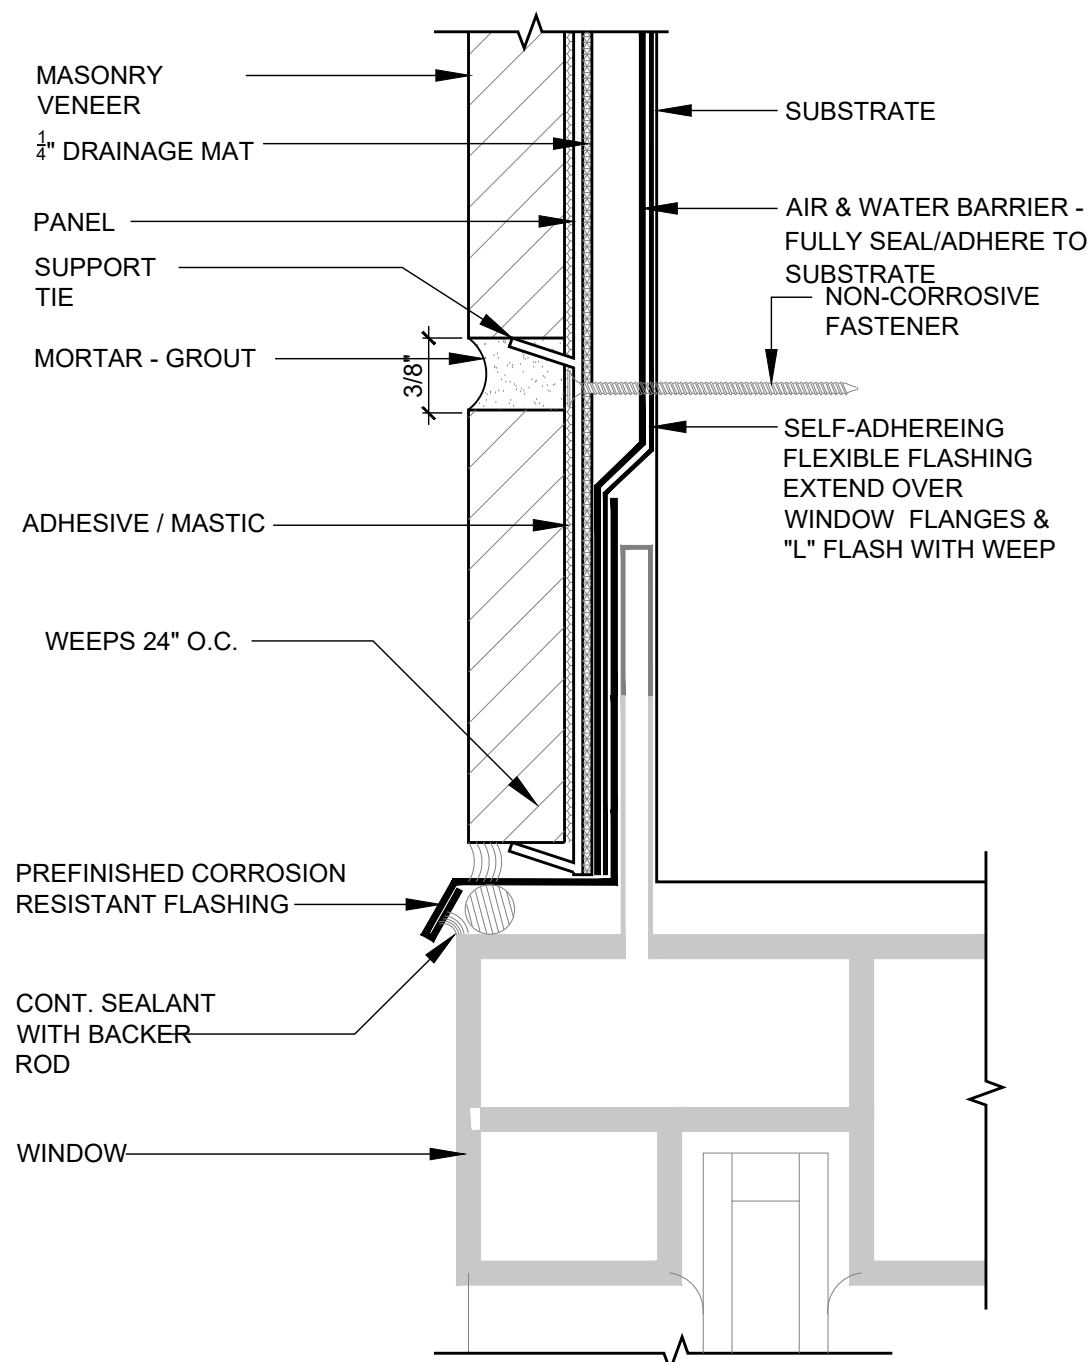 MASONRY
VENEER
1/4" DRAINAGE MAT
PANEL
SUPPORT
TIE
MORTAR - GROUT
3/8"
ADHESIVE / MASTIC
WEEPS 24" O.C.
PREFINISHED CORROSION
RESISTANT FLASHING
CONT. SEALANT
WITH BACKER
ROD
WINDOW
SUBSTRATE
AIR & WATER BARRIER -
FULLY SEAL/ADHERE TO
SUBSTRATE
NON-CORROSIVE
FASTENER
SELF-ADHEREING
FLEXIBLE FLASHING
EXTEND OVER
WINDOW FLANGES &
"L" FLASH WITH WEEP